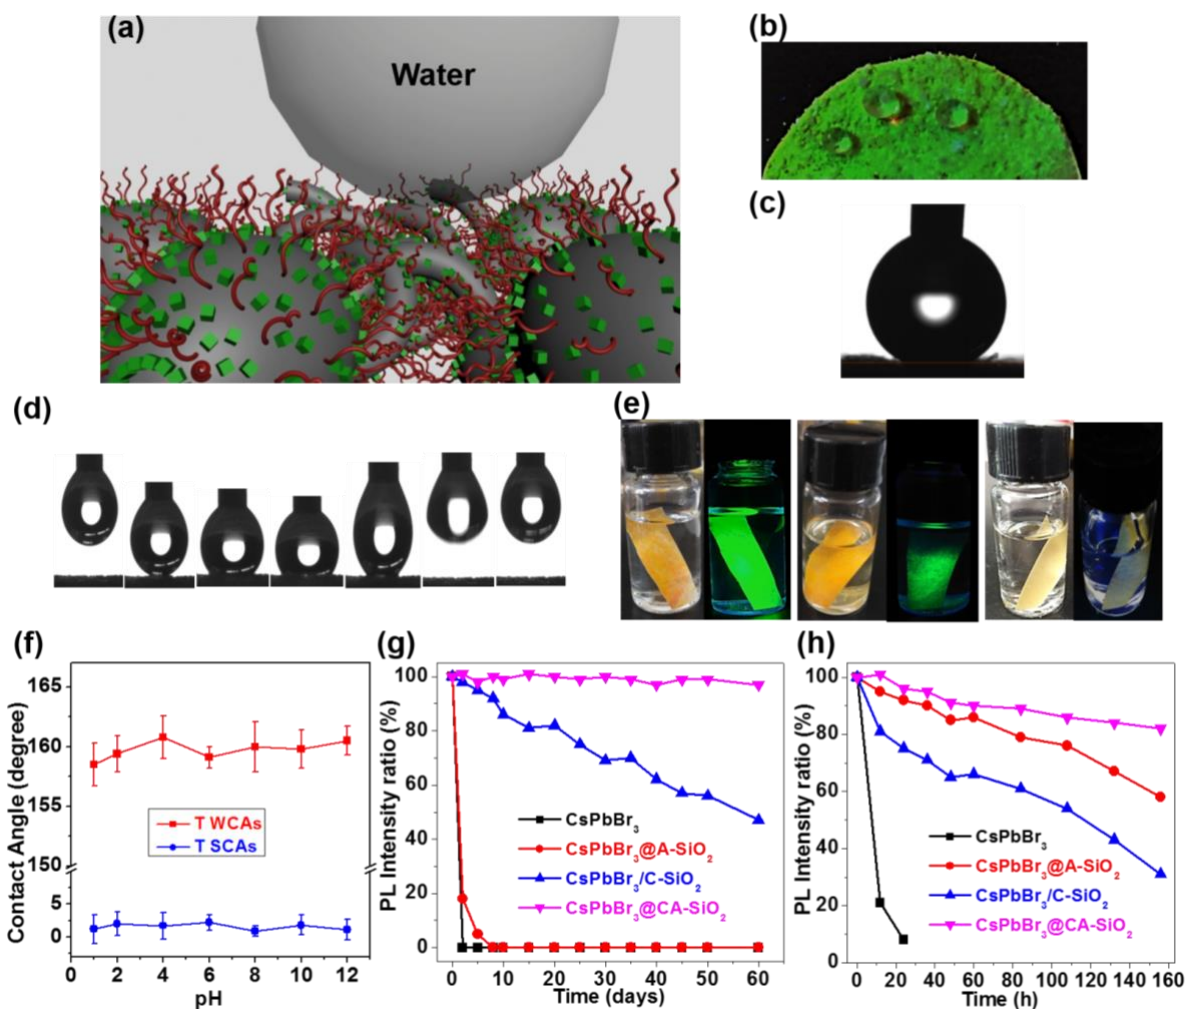 (a)
Water
(b)
(c)
(d)
(e)
(f)
165
160
155
150
5
0
T WCAs
T SCAs
Contact Angle (degree)
0 2 4 6 8 10 12
pH
(g)
100
80
60
40
20
0
PL Intensity ratio (%)
CsPbBr₃
CsPbBr₃@A-SiO₂
CsPbBr₃/C-SiO₂
CsPbBr₃@CA-SiO₂
0 10 20 30 40 50 60
Time (days)
(h)
100
80
60
40
20
0
PL Intensity ratio (%)
CsPbBr₃
CsPbBr₃@A-SiO₂
CsPbBr₃/C-SiO₂
CsPbBr₃@CA-SiO₂
0 20 40 60 80 100 120 140 160
Time (h)